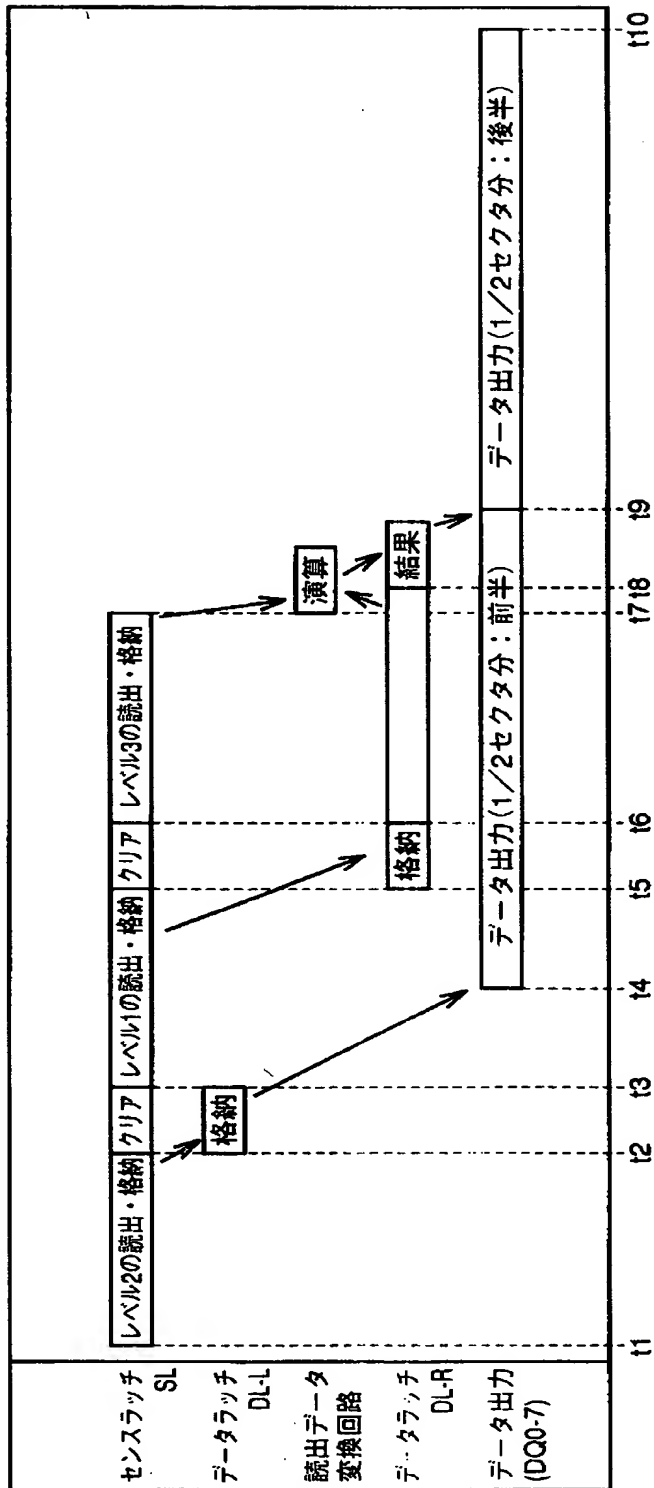 センスラッチ
SL
レベル2の読出・格納
クリア
レベル1の読出・格納
クリア
レベル3の読出・格納
データラッチ
DL-L
格納
読出データ
変換回路
演算
データラッチ
DL-R
格納
結果
データ出力
(DQ0-7)
データ出力(1/2セクタ分:前半)
データ出力(1/2セクタ分:後半)
t1
t2
t3
t4
t5
t6
t7
t8
t9
t10